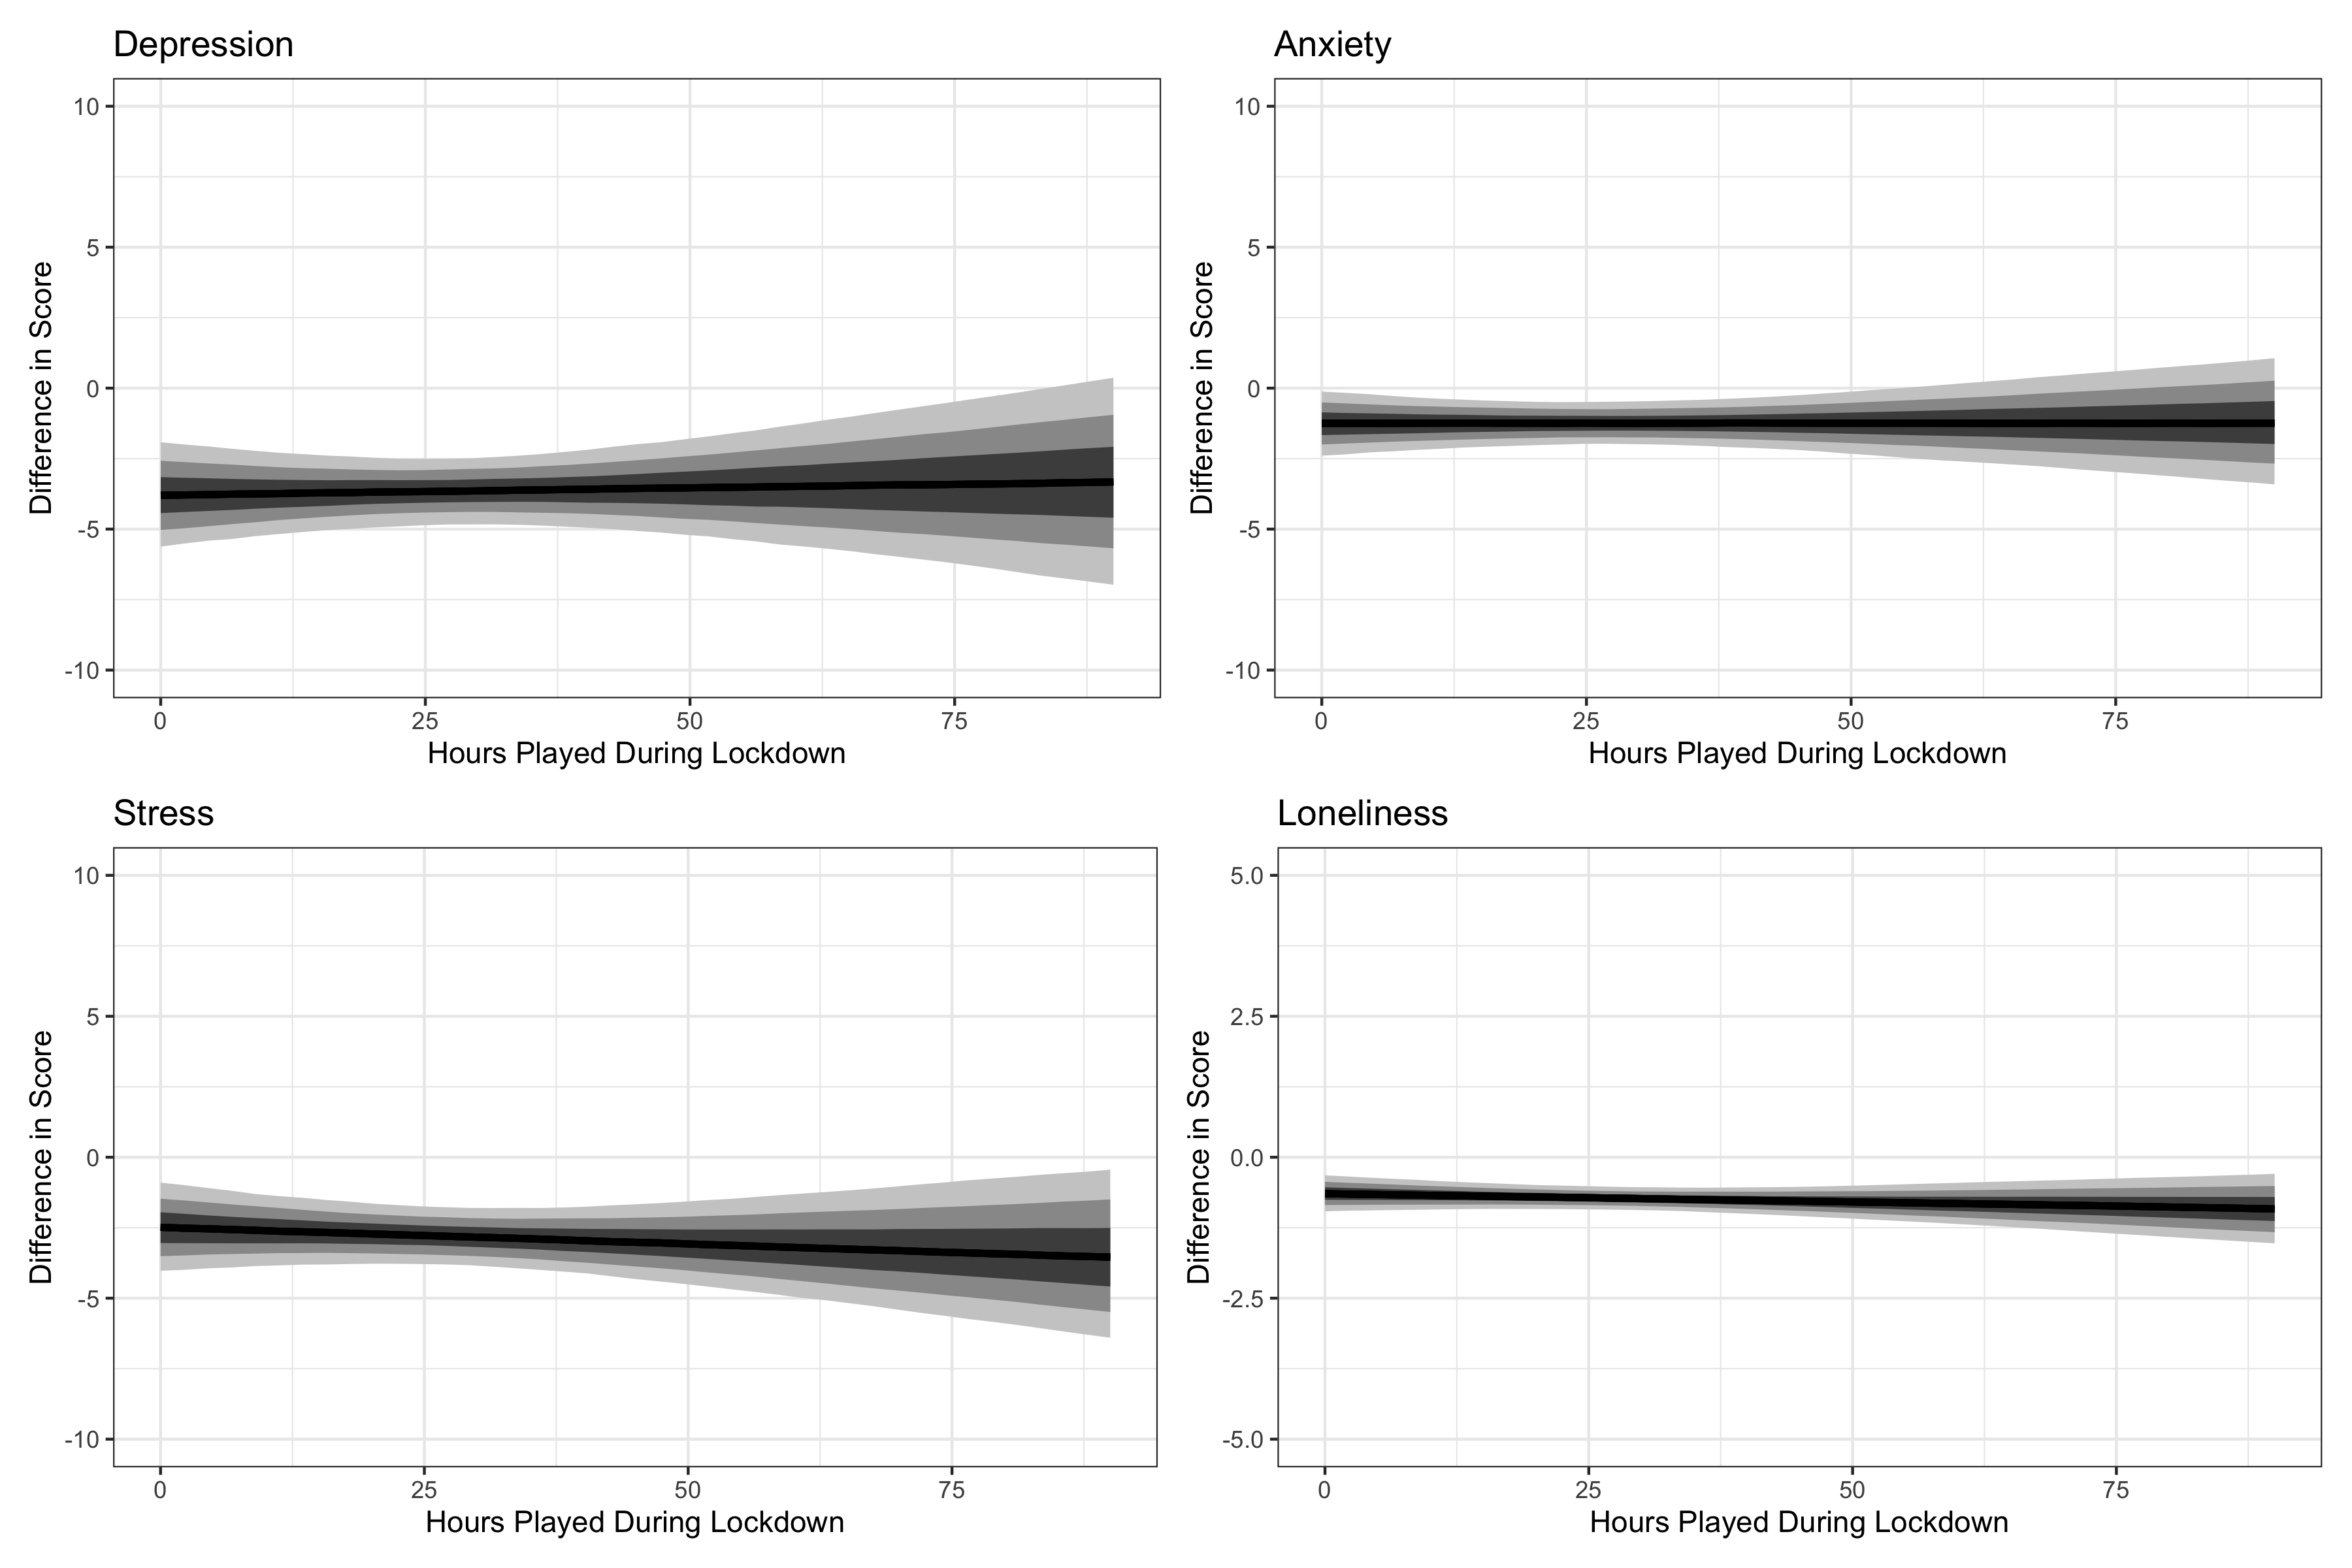 Depression
10
5
0
-5
-10
Difference in Score
0 25 50 75
Hours Played During Lockdown
Anxiety
10
5
0
-5
-10
Difference in Score
0 25 50 75
Hours Played During Lockdown
Stress
10
5
0
-5
-10
Difference in Score
0 25 50 75
Hours Played During Lockdown
Loneliness
5.0
2.5
0.0
-2.5
-5.0
Difference in Score
0 25 50 75
Hours Played During Lockdown